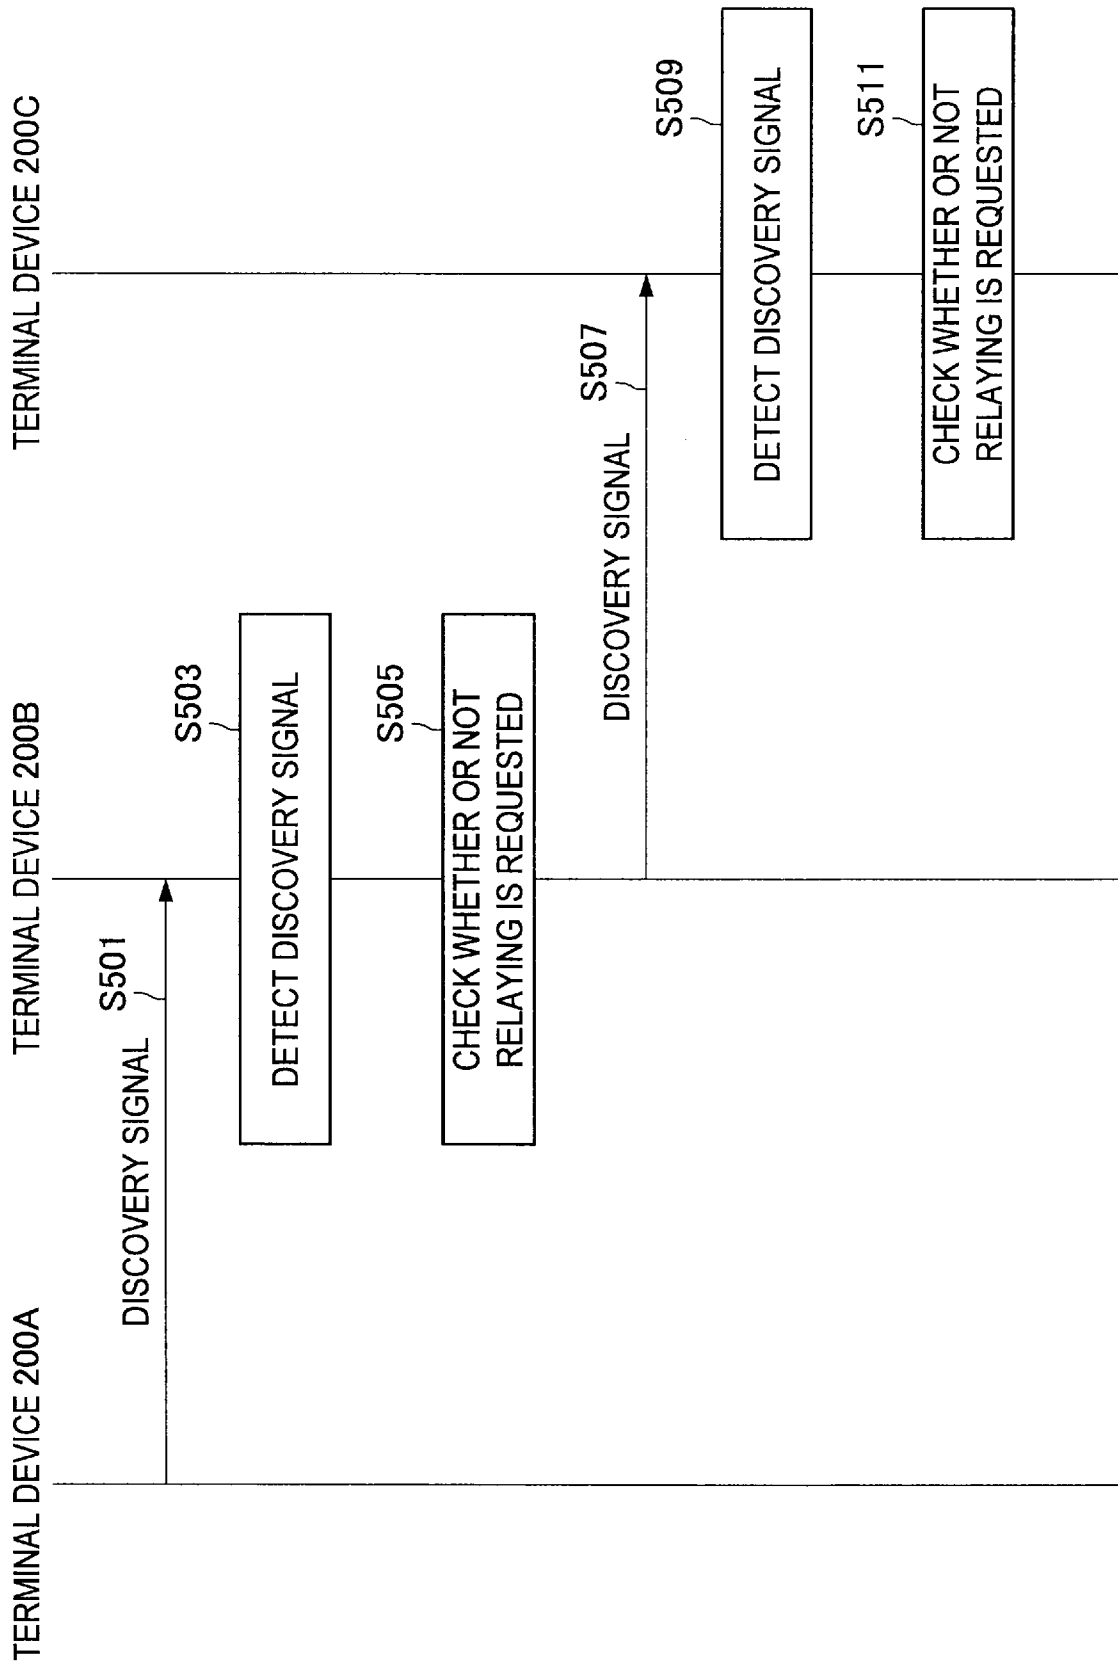 TERMINAL DEVICE 200A
TERMINAL DEVICE 200B
TERMINAL DEVICE 200C
DISCOVERY SIGNAL
S501
S503
DETECT DISCOVERY SIGNAL
S505
CHECK WHETHER OR NOT
RELAYING IS REQUESTED
DISCOVERY SIGNAL
S507
S509
DETECT DISCOVERY SIGNAL
S511
CHECK WHETHER OR NOT
RELAYING IS REQUESTED